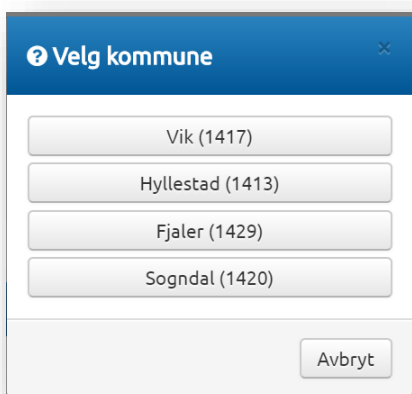 Velg kommune
Vik (1417)
Hyllestad (1413)
Fjaler (1429)
Sogndal (1420)
Avbryt